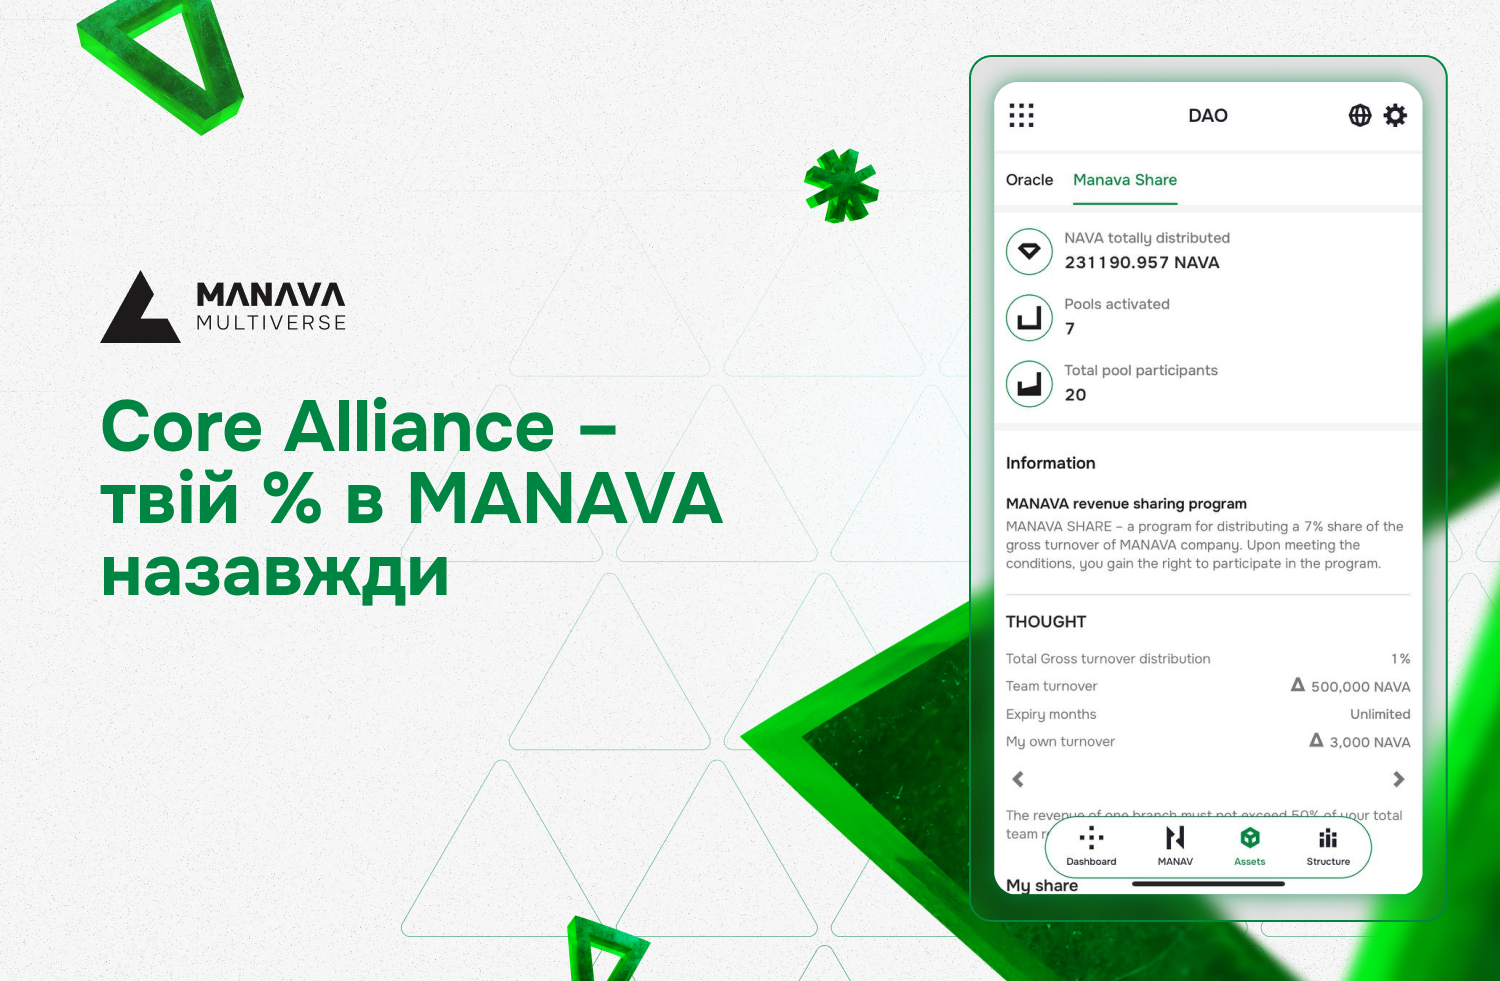 MANAVA
MULTIVERSE
Core Alliance –
твій % в MANAVA
назавжди
DAO
Oracle Manava Share
NAVA totally distributed
231190.957 NAVA
Pools activated
7
Total pool participants
20
Information
MANAVA revenue sharing program
MANAVA SHARE – a program for distributing a 7% share of the
gross turnover of MANAVA company. Upon meeting the
conditions, you gain the right to participate in the program.
THOUGHT
Total Gross turnover distribution 1%
Team turnover 500,000 NAVA
Expiry months Unlimited
My own turnover 3,000 NAVA
The revenue of one branch must not exceed 50% of your total
team
Dashboard MANAV Assets Structure
My share